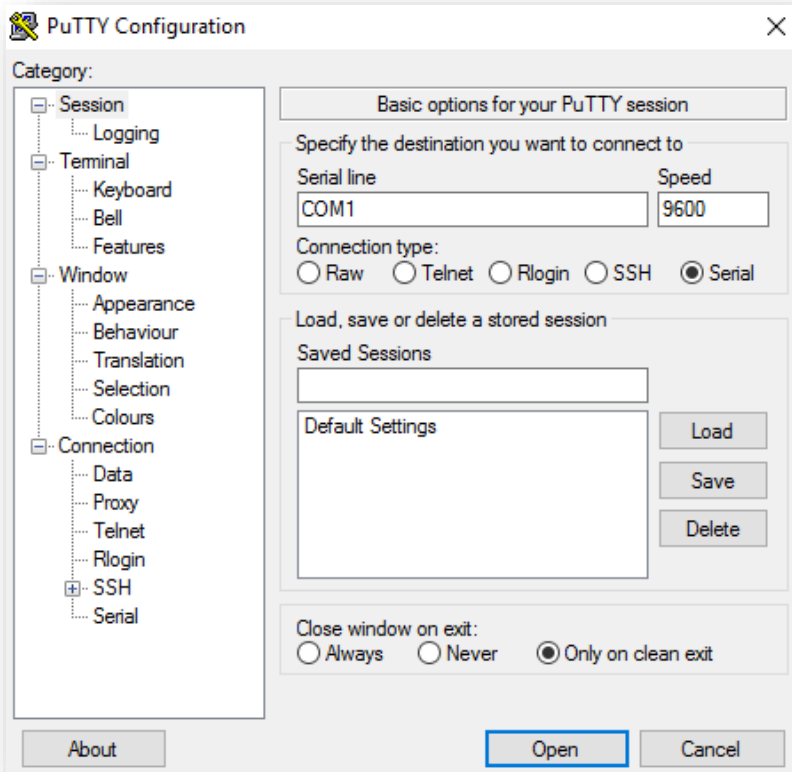 PuTTY Configuration
Category:
Session
Logging
Terminal
Keyboard
Bell
Features
Window
Appearance
Behaviour
Translation
Selection
Colours
Connection
Data
Proxy
Telnet
Rlogin
SSH
Serial
Basic options for your PuTTY session
Specify the destination you want to connect to
Serial line Speed
COM1 9600
Connection type:
Raw Telnet Rlogin SSH Serial
Load, save or delete a stored session
Saved Sessions
Default Settings
Load
Save
Delete
Close window on exit:
Always Never Only on clean exit
About Open Cancel